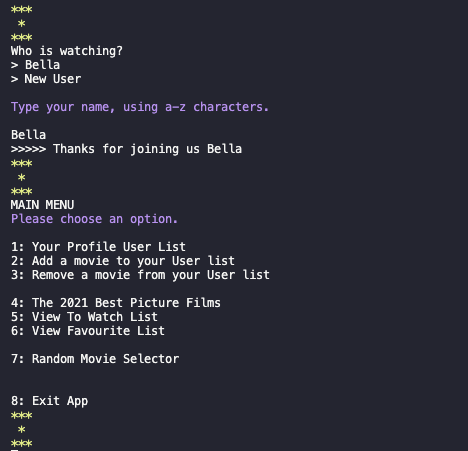 ***
*
***
Who is watching?
> Bella
> New User
Type your name, using a-z characters.
Bella
>>>>> Thanks for joining us Bella
***
*
***
MAIN MENU
Please choose an option.
1: Your Profile User List
2: Add a movie to your User list
3: Remove a movie from your User list
4: The 2021 Best Picture Films
5: View To Watch List
6: View Favourite List
7: Random Movie Selector
8: Exit App
***
*
***